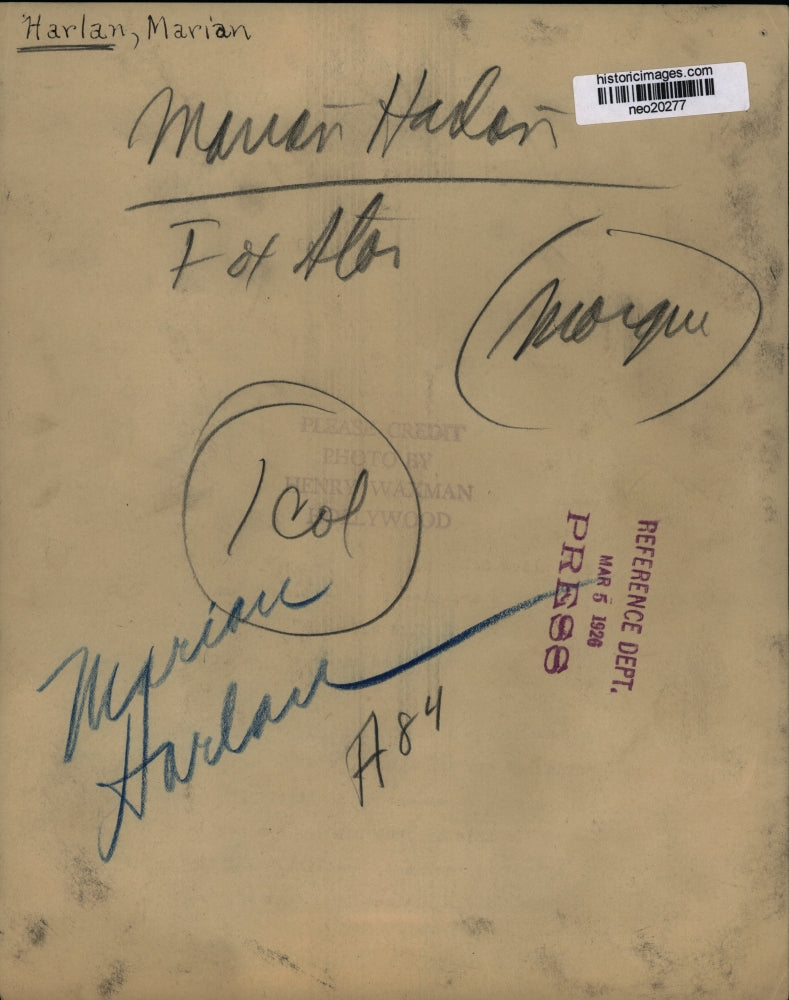 Harlan, Marian
historicimages.com
neo20277
Marian Harlan
Fox Star
Morgue
PLEASE CREDIT
PHOTO BY
HENRY WAXMAN
HOLLYWOOD
1 col
REFERENCE DEPT.
MAR 5 1926
PRESS
Marian
Harlan
A84